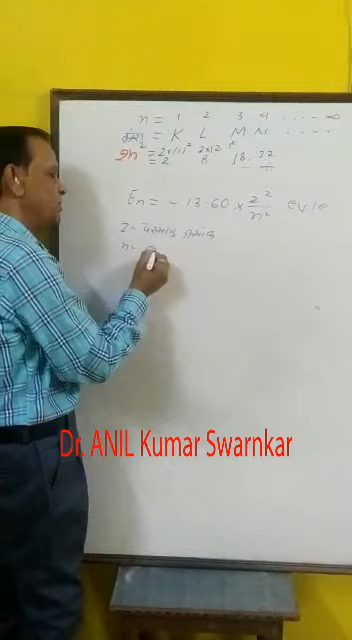 n = 1 2 3 4 ..... ∞
कोश = K L M N ....
2n² = 2×(1)² 2×(2)²
= 2 8 18 32
En = - 13.60 × z²/n² ev/e
z = परमाणु क्रमांक
n =
Dr. ANIL Kumar Swarnkar